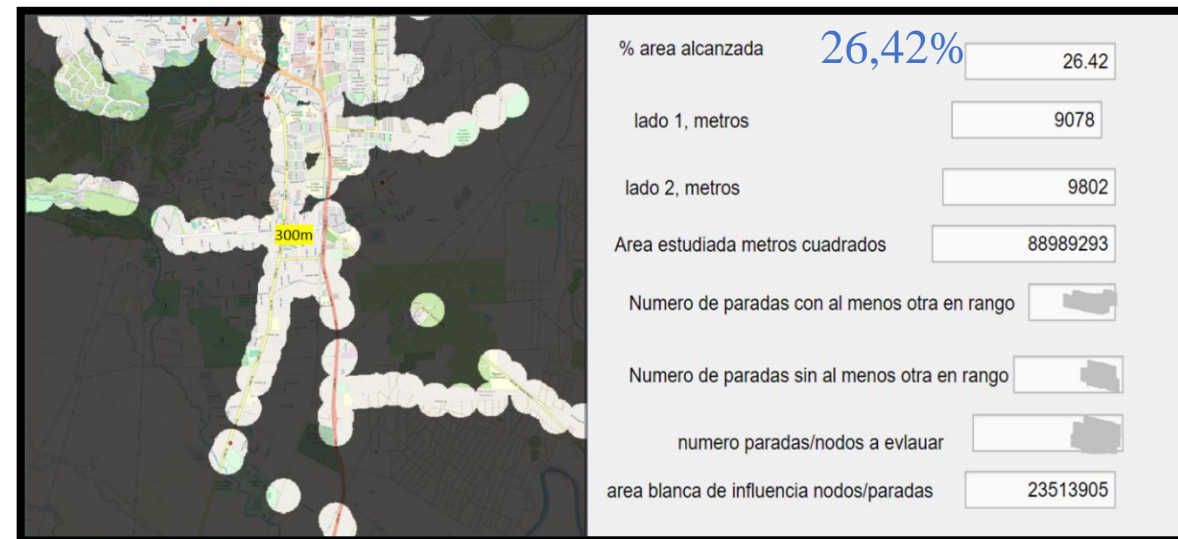 300m
% area alcanzada
26,42%
26.42
lado 1, metros
9078
lado 2, metros
9802
Area estudiada metros cuadrados
88989293
Numero de paradas con al menos otra en rango
Numero de paradas sin al menos otra en rango
numero paradas/nodos a evlauar
area blanca de influencia nodos/paradas
23513905